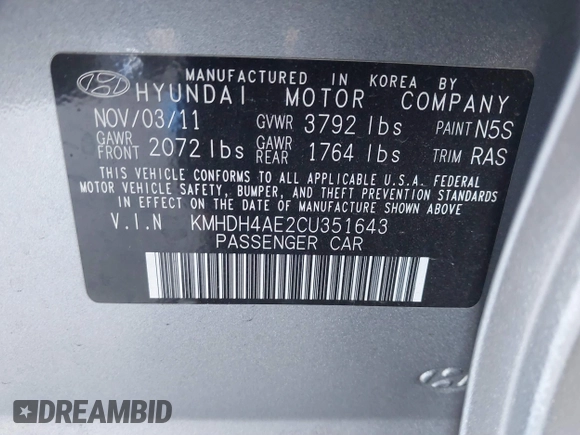 MANUFACTURED IN KOREA BY
HYUNDAI MOTOR COMPANY
NOV/03/11 GVWR 3792 lbs PAINT N5S
GAWR FRONT 2072 lbs GAWR REAR 1764 lbs TRIM RAS
THIS VEHICLE CONFORMS TO ALL APPLICABLE U.S.A. FEDERAL
MOTOR VEHICLE SAFETY, BUMPER, AND THEFT PREVENTION STANDARDS
IN EFFECT ON THE DATE OF MANUFACTURE SHOWN ABOVE.
V.I.N KMHDH4AE2CU351643
PASSENGER CAR
DREAMBID